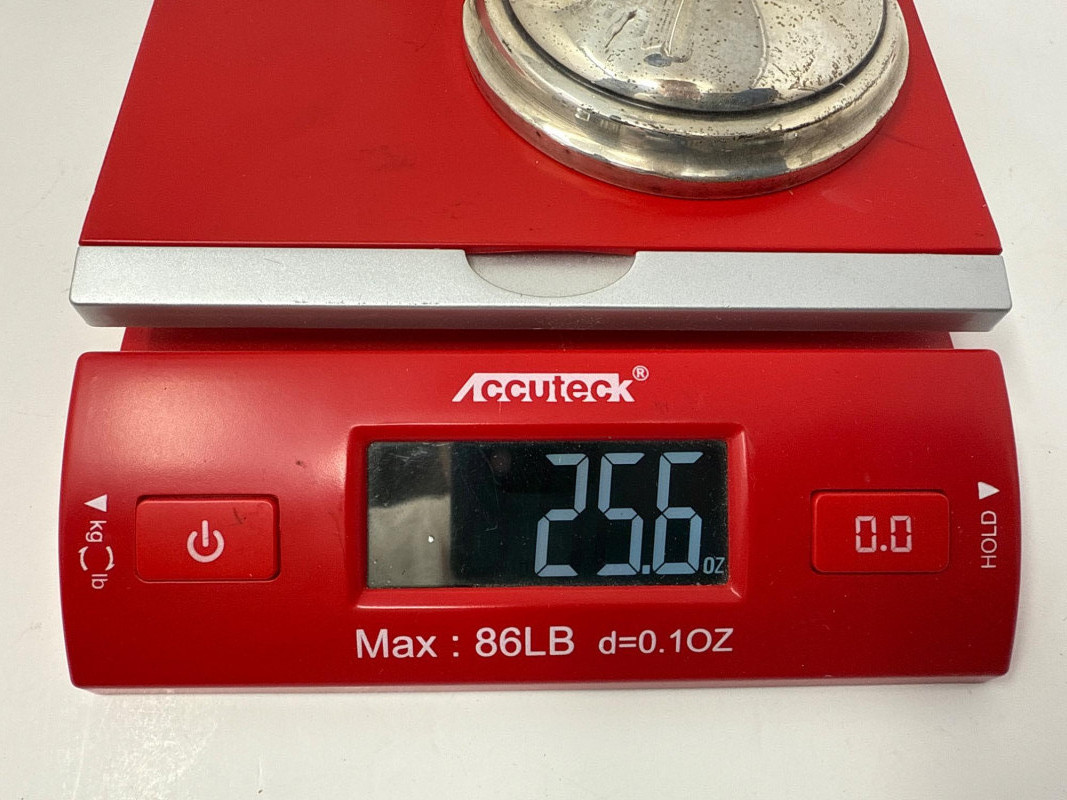 Accuteck®
25.6 oz
kg lb
0.0
HOLD
Max : 86LB d=0.1OZ